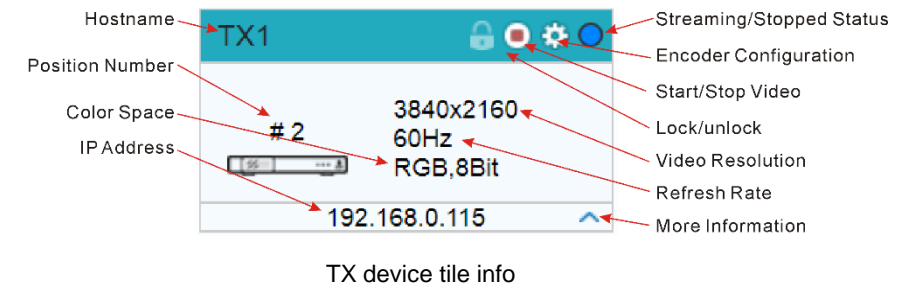 Hostname
Position Number
Color Space
IP Address
TX1
# 2
3840x2160
60Hz
RGB,8Bit
192.168.0.115
Streaming/Stopped Status
Encoder Configuration
Start/Stop Video
Lock/unlock
Video Resolution
Refresh Rate
More Information
TX device tile info